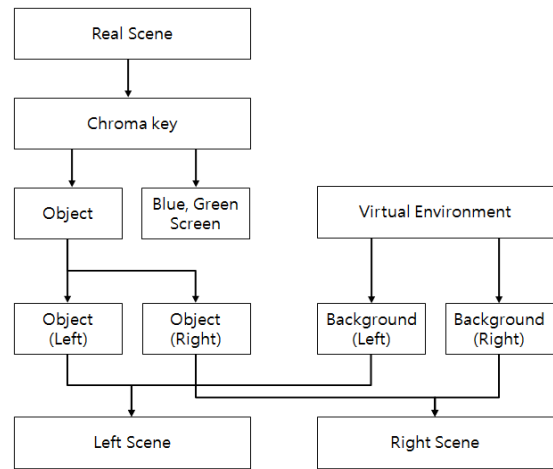 Real Scene
Chroma key
Object
Blue, Green
Screen
Virtual Environment
Object
(Left)
Object
(Right)
Background
(Left)
Background
(Right)
Left Scene
Right Scene